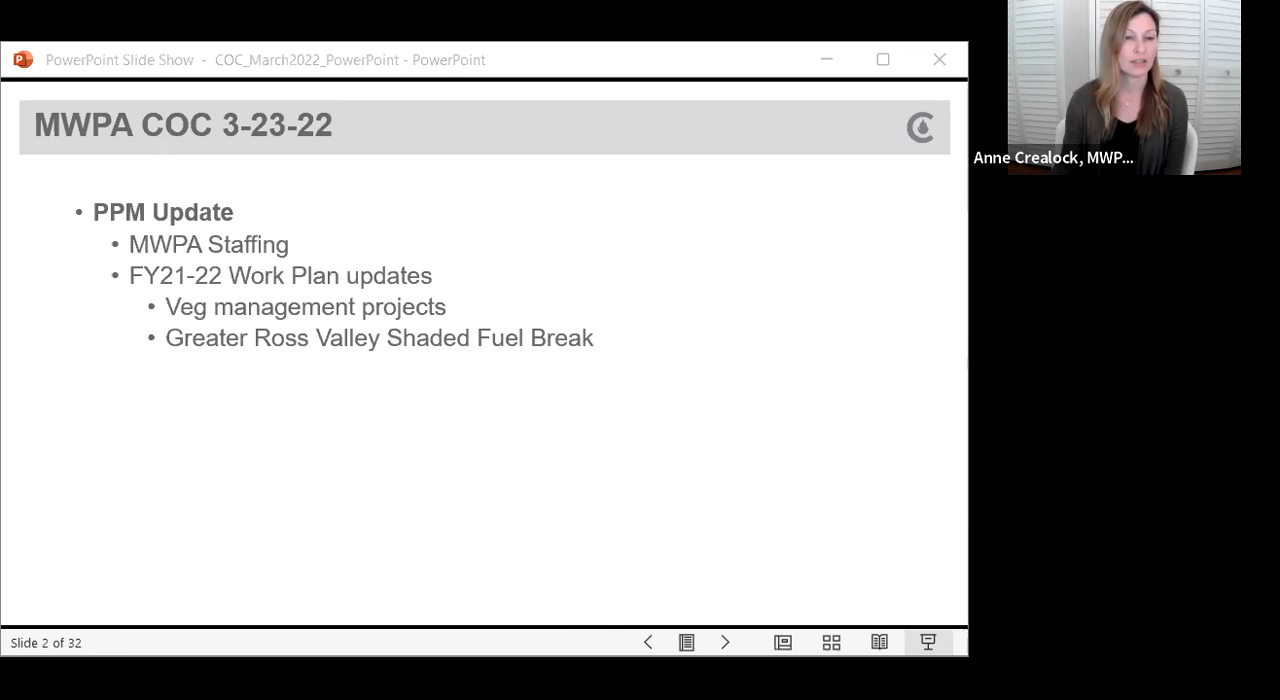 PowerPoint Slide Show - COC_March2022_PowerPoint - PowerPoint
MWPA COC 3-23-22
• PPM Update
• MWPA Staffing
• FY21-22 Work Plan updates
• Veg management projects
• Greater Ross Valley Shaded Fuel Break
Slide 2 of 32
Anne Crealock, MWP...